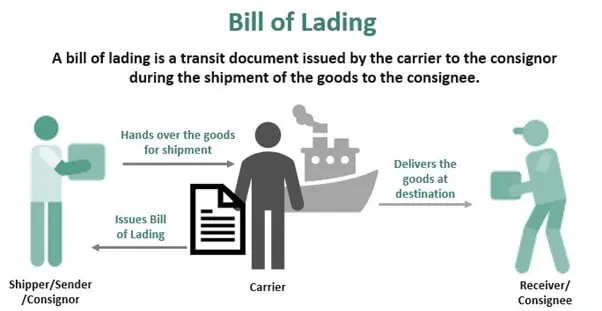 Bill of Lading
A bill of lading is a transit document issued by the carrier to the consignor
during the shipment of the goods to the consignee.
Hands over the goods
for shipment
Delivers the
goods at
destination
Issues Bill
of Lading
Shipper/Sender
/Consignor
Carrier
Receiver/
Consignee